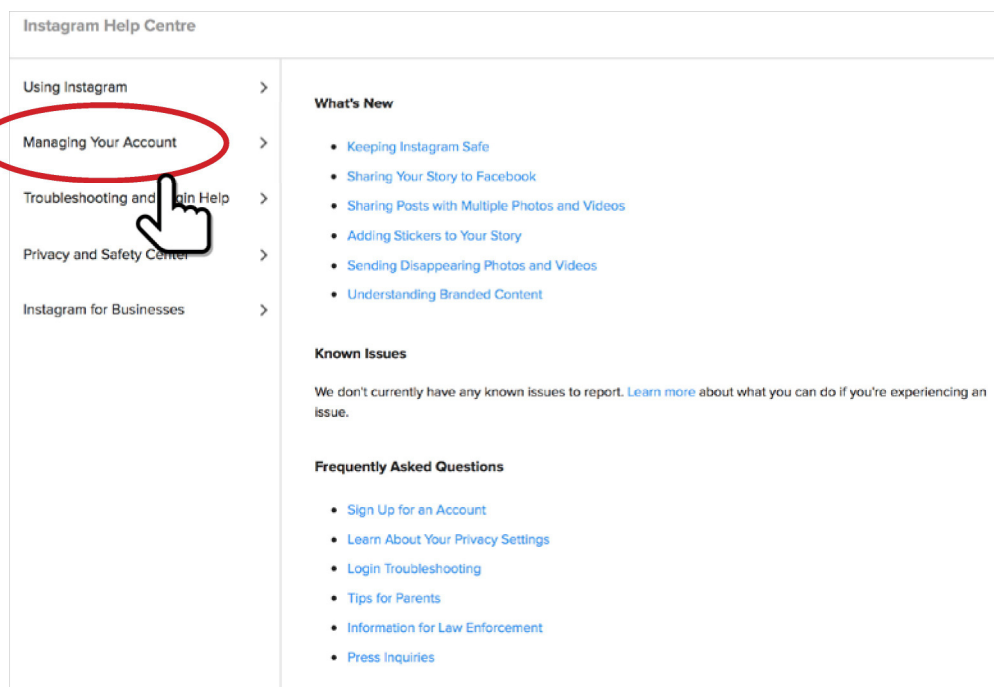 Instagram Help Centre
Using Instagram
Managing Your Account
Troubleshooting and Help
Privacy and Safety Center
Instagram for Businesses
What's New
Keeping Instagram Safe
Sharing Your Story to Facebook
Sharing Posts with Multiple Photos and Videos
Adding Stickers to Your Story
Sending Disappearing Photos and Videos
Understanding Branded Content
Known Issues
We don't currently have any known issues to report. Learn more about what you can do if you're experiencing an
issue.
Frequently Asked Questions
Sign Up for an Account
Learn About Your Privacy Settings
Login Troubleshooting
Tips for Parents
Information for Law Enforcement
Press Inquiries